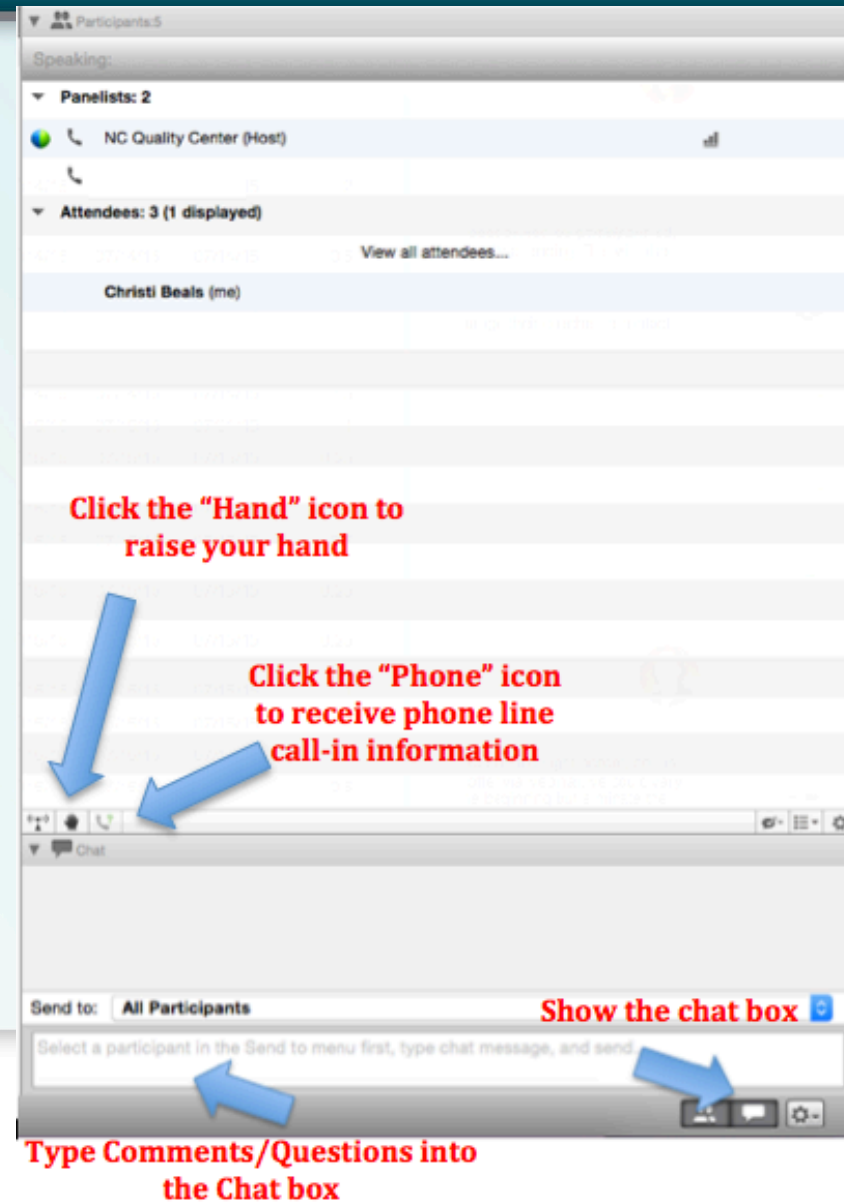 Participants:5
Speaking:
Panelists: 2
NC Quality Center (Host)
Attendees: 3 (1 displayed)
View all attendees...
Christi Beals (me)
Click the “Hand” icon to
raise your hand
Click the “Phone” icon
to receive phone line
call-in information
Chat
Send to: All Participants
Show the chat box
Select a participant in the Send to menu first, type chat message, and send
Type Comments/Questions into
the Chat box